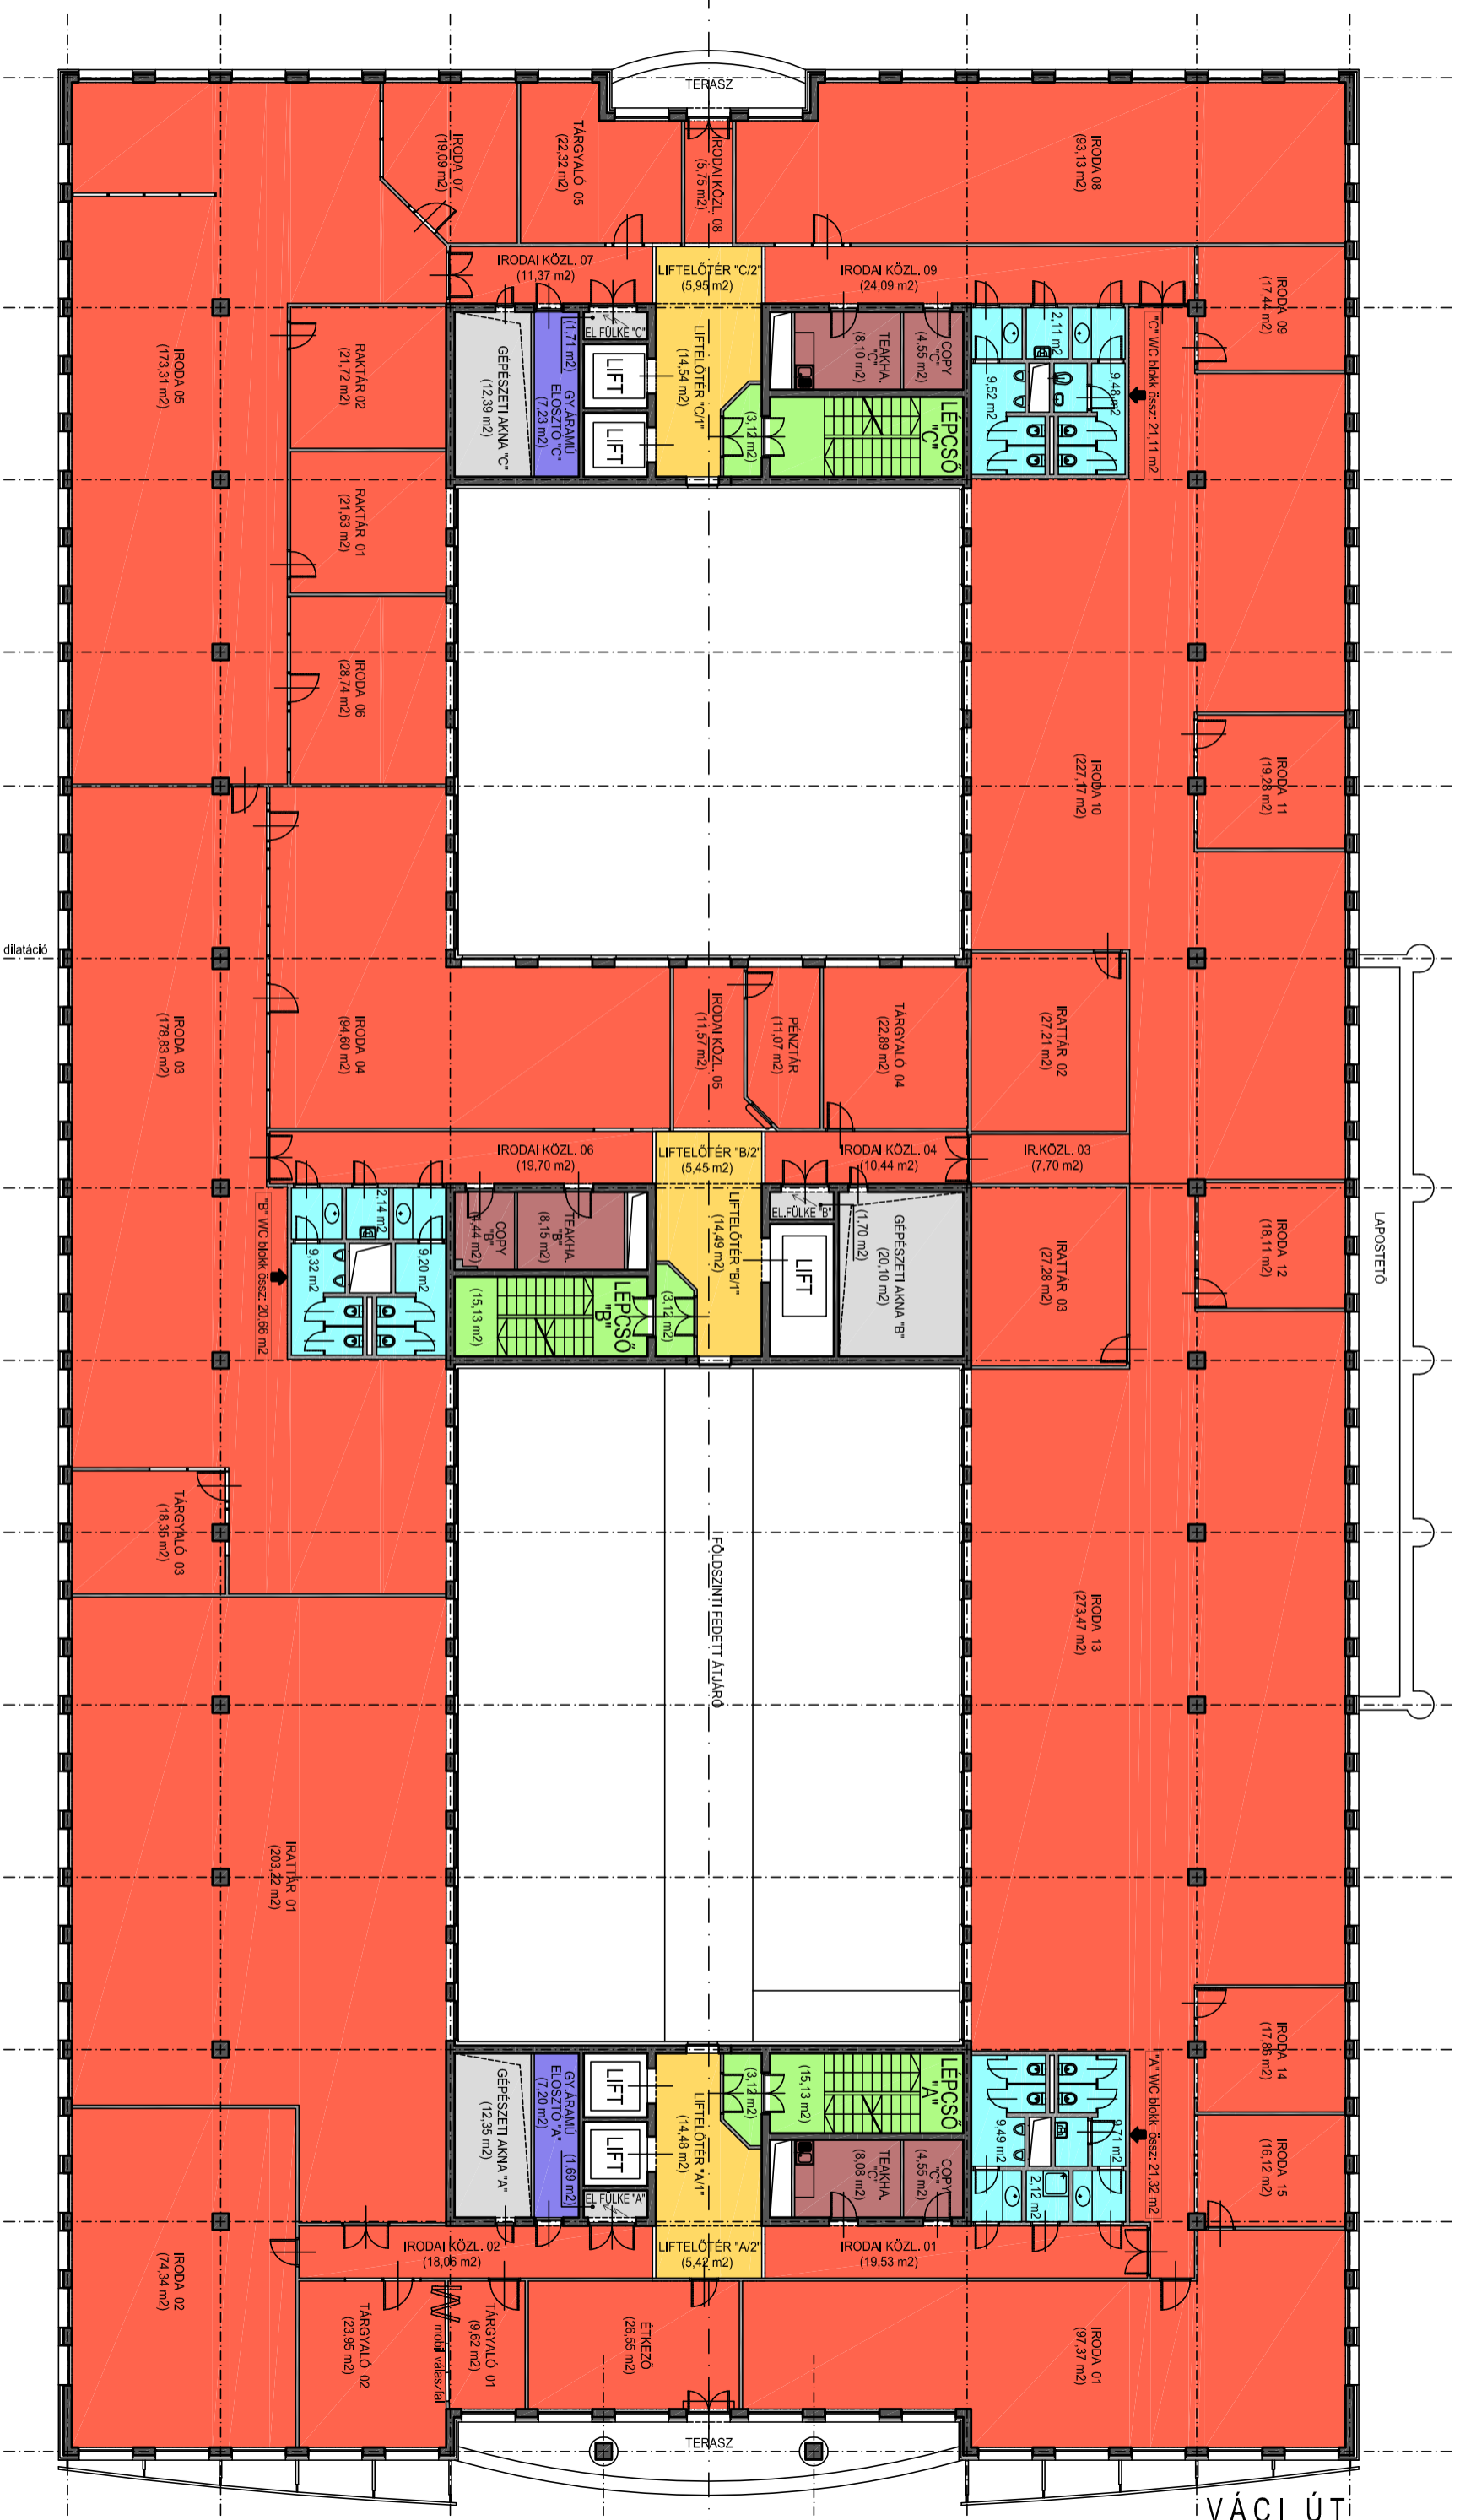 TERASZ
IRODA 07
(19,09 m2)
TÁRGYALÓ 05
(22,32 m2)
IRODAI KÖZL. 08
(5,75 m2)
IRODA 08
(93,13 m2)
IRODAI KÖZL. 07
(11,37 m2)
LIFTELŐTÉR "C/2"
(5,95 m2)
IRODAI KÖZL. 09
(24,09 m2)
IRODA 09
(17,44 m2)
IRODA 05
(173,31 m2)
RAKTÁR 02
(21,72 m2)
GÉPÉSZETI AKNA "C"
(12,39 m2)
(1,71 m2)
GY.ÁRAMÚ
ELOSZTÓ "C"
(7,23 m2)
EL.FÜLKE "C"
LIFT
LIFT
LIFTELŐTÉR "C/1"
(14,54 m2)
(3,12 m2)
TEAKHA.
"C"
(8,10 m2)
COPY
"C"
(4,55 m2)
LÉPCSŐ
"C"
2,11 m2
9,52 m2
9,48 m2
"C" WC blokk össz: 21,11 m2
RAKTÁR 01
(21,63 m2)
IRODA 06
(28,74 m2)
IRODA 10
(227,17 m2)
IRODA 11
(19,28 m2)
dilatáció
IRODA 03
(178,83 m2)
IRODA 04
(94,60 m2)
IRODAI KÖZL. 05
(11,57 m2)
PÉNZTÁR
(11,07 m2)
TÁRGYALÓ 04
(22,89 m2)
IRATTÁR 02
(27,21 m2)
IRODAI KÖZL. 06
(19,70 m2)
LIFTELŐTÉR "B/2"
(5,45 m2)
IRODAI KÖZL. 04
(10,44 m2)
IR.KÖZL. 03
(7,70 m2)
"B" WC blokk össz: 20,66 m2
2,14 m2
9,32 m2
9,20 m2
COPY
"B"
(4,44 m2)
TEAKHA.
"B"
(8,15 m2)
LÉPCSŐ
"B"
(15,13 m2)
(3,12 m2)
LIFTELŐTÉR "B/1"
(14,49 m2)
EL.FÜLKE "B"
LIFT
(1,70 m2)
GÉPÉSZETI AKNA "B"
(20,10 m2)
IRATTÁR 03
(27,28 m2)
IRODA 12
(18,11 m2)
LAPOSTETŐ
TÁRGYALÓ 03
(18,36 m2)
FÖLDSZINTI FEDETT ÁTJÁRÓ
IRODA 13
(273,47 m2)
IRATTÁR 01
(203,22 m2)
IRODA 14
(17,86 m2)
GÉPÉSZETI AKNA "A"
(12,35 m2)
GY.ÁRAMÚ
ELOSZTÓ "A"
(7,20 m2)
(1,69 m2)
LIFT
LIFT
EL.FÜLKE "A"
LIFTELŐTÉR "A/1"
(14,48 m2)
(3,12 m2)
(15,13 m2)
LÉPCSŐ
"A"
TEAKHA.
"C"
(8,08 m2)
COPY
"C"
(4,55 m2)
9,49 m2
9,71 m2
2,12 m2
"A" WC blokk össz: 21,32 m2
IRODA 15
(16,12 m2)
IRODAI KÖZL. 02
(18,06 m2)
LIFTELŐTÉR "A/2"
(5,42 m2)
IRODAI KÖZL. 01
(19,53 m2)
IRODA 02
(74,34 m2)
TÁRGYALÓ 02
(23,95 m2)
mobil válaszfal
TÁRGYALÓ 01
(9,62 m2)
ÉTKEZŐ
(26,55 m2)
IRODA 01
(97,37 m2)
TERASZ
VÁCI ÚT